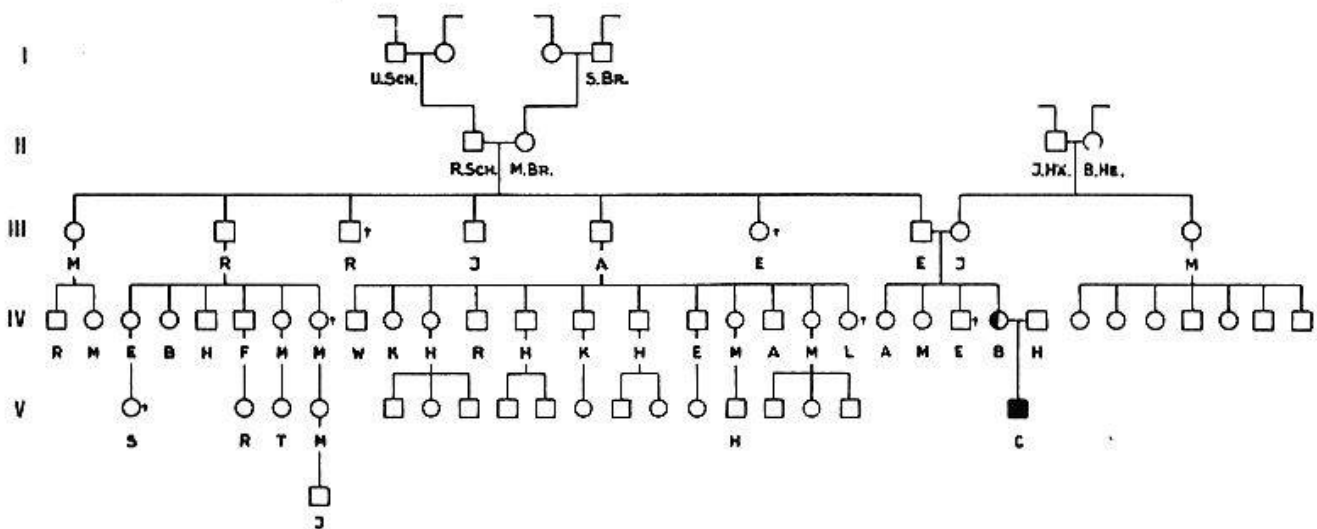 I
U.SCH. S.BR.
II
R.SCH. M.BR. J.HX. B.HE.
III
M R R J A E E J M
IV
R M E B H F M M W K H R H K H E M A M L A M E B H
V
S R T M H C
J